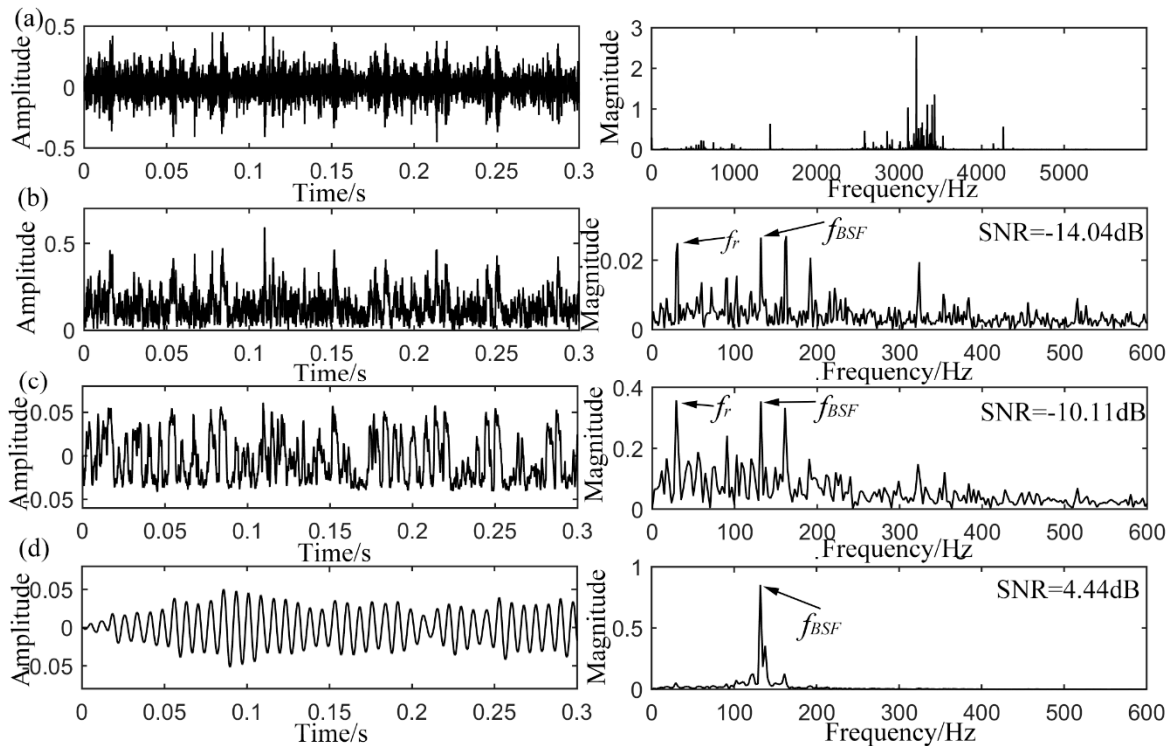 (a)
Amplitude
0.5
0
-0.5
0 0.05 0.1 0.15 0.2 0.25 0.3
Time/s
Magnitude
3
2
1
0
0 1000 2000 3000 4000 5000
Frequency/Hz
(b)
Amplitude
0.5
0
0 0.05 0.1 0.15 0.2 0.25 0.3
Time/s
Magnitude
0.02
0
fr
fBSF
SNR=-14.04dB
0 100 200 300 400 500 600
Frequency/Hz
(c)
Amplitude
0.05
0
-0.05
0 0.05 0.1 0.15 0.2 0.25 0.3
Time/s
Magnitude
0.4
0.2
0
fr
fBSF
SNR=-10.11dB
0 100 200 300 400 500 600
Frequency/Hz
(d)
Amplitude
0.05
0
-0.05
0 0.05 0.1 0.15 0.2 0.25 0.3
Time/s
Magnitude
1
0.5
0
fBSF
SNR=4.44dB
0 100 200 300 400 500 600
Frequency/Hz